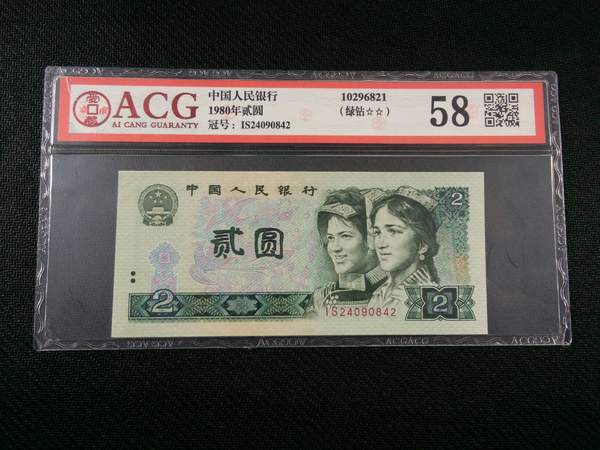 ACG
AI CANG GUARANTY
中国人民银行
1980年贰圆
冠号：IS24090842
10296821
（绿钻☆☆）
58
中国人民银行
贰圆
2
2
2
IS24090842
ACGACG